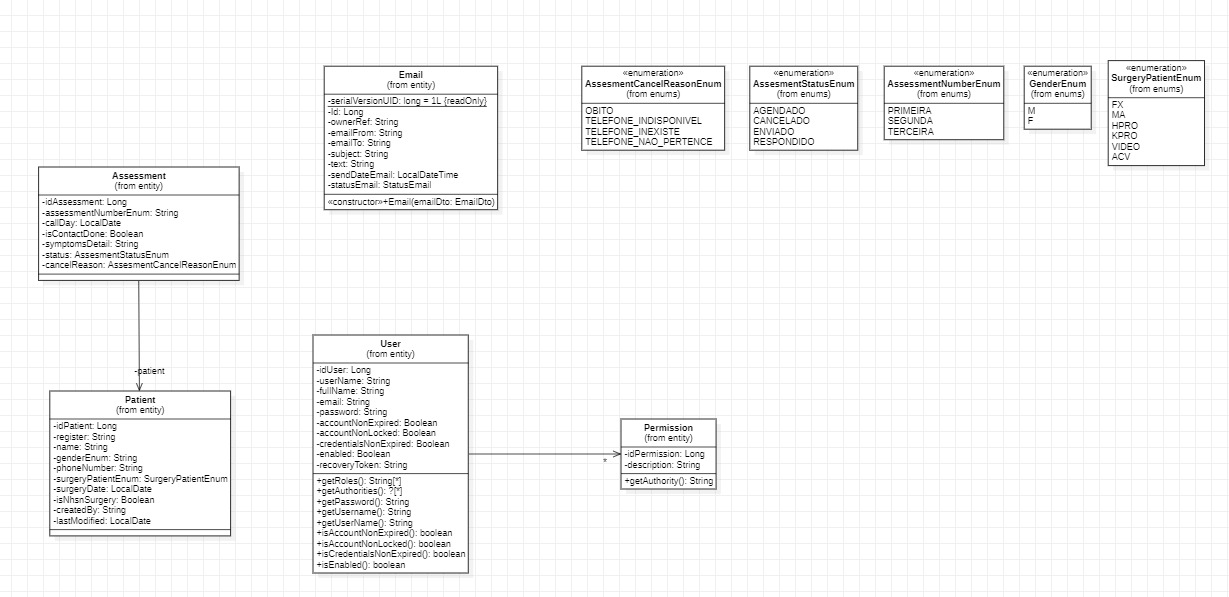 Email
(from entity)
-serialVersionUID: long = 1L {readOnly}
-Id: Long
-ownerRef: String
-emailFrom: String
-emailTo: String
-subject: String
-text: String
-sendDateEmail: LocalDateTime
-statusEmail: StatusEmail
«constructor»+Email(emailDto: EmailDto)
«enumeration»
AssesmentCancelReasonEnum
(from enums)
OBITO
TELEFONE_INDISPONIVEL
TELEFONE_INEXISTE
TELEFONE_NAO_PERTENCE
«enumeration»
AssesmentStatusEnum
(from enums)
AGENDADO
CANCELADO
ENVIADO
RESPONDIDO
«enumeration»
AssessmentNumberEnum
(from enums)
PRIMEIRA
SEGUNDA
TERCEIRA
«enumeration»
GenderEnum
(from enums)
M
F
«enumeration»
SurgeryPatientEnum
(from enums)
FX
MA
HPRO
KPRO
VIDEO
ACV
Assessment
(from entity)
-idAssessment: Long
-assessmentNumberEnum: String
-callDay: LocalDate
-isContactDone: Boolean
-symptomsDetail: String
-status: AssesmentStatusEnum
-cancelReason: AssesmentCancelReasonEnum
-patient
Patient
(from entity)
-idPatient: Long
-register: String
-name: String
-genderEnum: String
-phoneNumber: String
-surgeryPatientEnum: SurgeryPatientEnum
-surgeryDate: LocalDate
-isNhsnSurgery: Boolean
-createdBy: String
-lastModified: LocalDate
User
(from entity)
-idUser: Long
-userName: String
-fullName: String
-email: String
-password: String
-accountNonExpired: Boolean
-accountNonLocked: Boolean
-credentialsNonExpired: Boolean
-enabled: Boolean
-recoveryToken: String
+getRoles(): String[*]
+getAuthorities(): ?[*]
+getPassword(): String
+getUsername(): String
+getUserName(): String
+isAccountNonExpired(): boolean
+isAccountNonLocked(): boolean
+isCredentialsNonExpired(): boolean
+isEnabled(): boolean
*
Permission
(from entity)
-idPermission: Long
-description: String
+getAuthority(): String